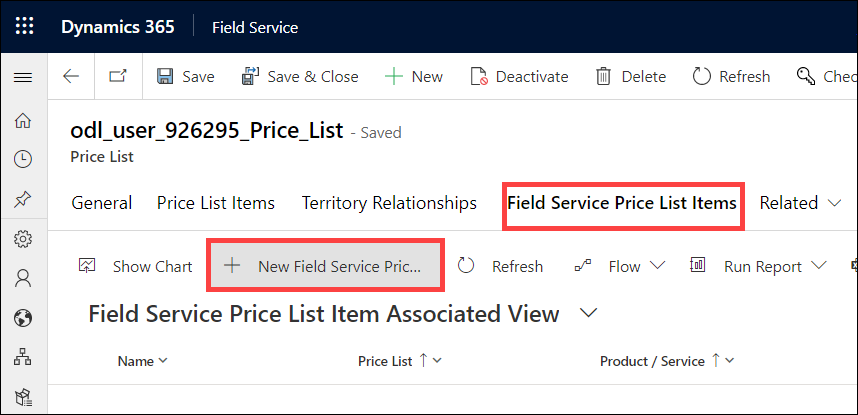 Dynamics 365 Field Service
Save Save & Close New Deactivate Delete Refresh Chec
odl_user_926295_Price_List - Saved
Price List
General Price List Items Territory Relationships Field Service Price List Items Related
Show Chart New Field Service Pric... Refresh Flow Run Report
Field Service Price List Item Associated View
Name Price List Product / Service